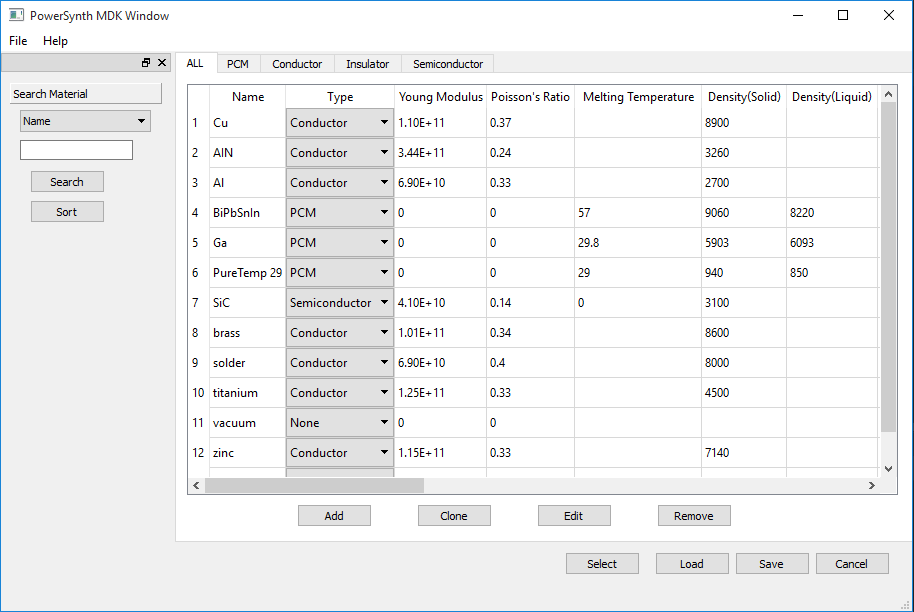 PowerSynth MDK Window
File Help
ALL PCM Conductor Insulator Semiconductor
Search Material
Name
Search
Sort
Name Type Young Modulus Poisson's Ratio Melting Temperature Density(Solid) Density(Liquid)
1 Cu Conductor 1.10E+11 0.37 8900
2 AlN Conductor 3.44E+11 0.24 3260
3 Al Conductor 6.90E+10 0.33 2700
4 BiPbSnIn PCM 0 0 57 9060 8220
5 Ga PCM 0 0 29.8 5903 6093
6 PureTemp 29 PCM 0 0 29 940 850
7 SiC Semiconductor 4.10E+10 0.14 0 3100
8 brass Conductor 1.01E+11 0.34 8600
9 solder Conductor 6.90E+10 0.4 8000
10 titanium Conductor 1.25E+11 0.33 4500
11 vacuum None 0 0
12 zinc Conductor 1.15E+11 0.33 7140
Add Clone Edit Remove
Select Load Save Cancel